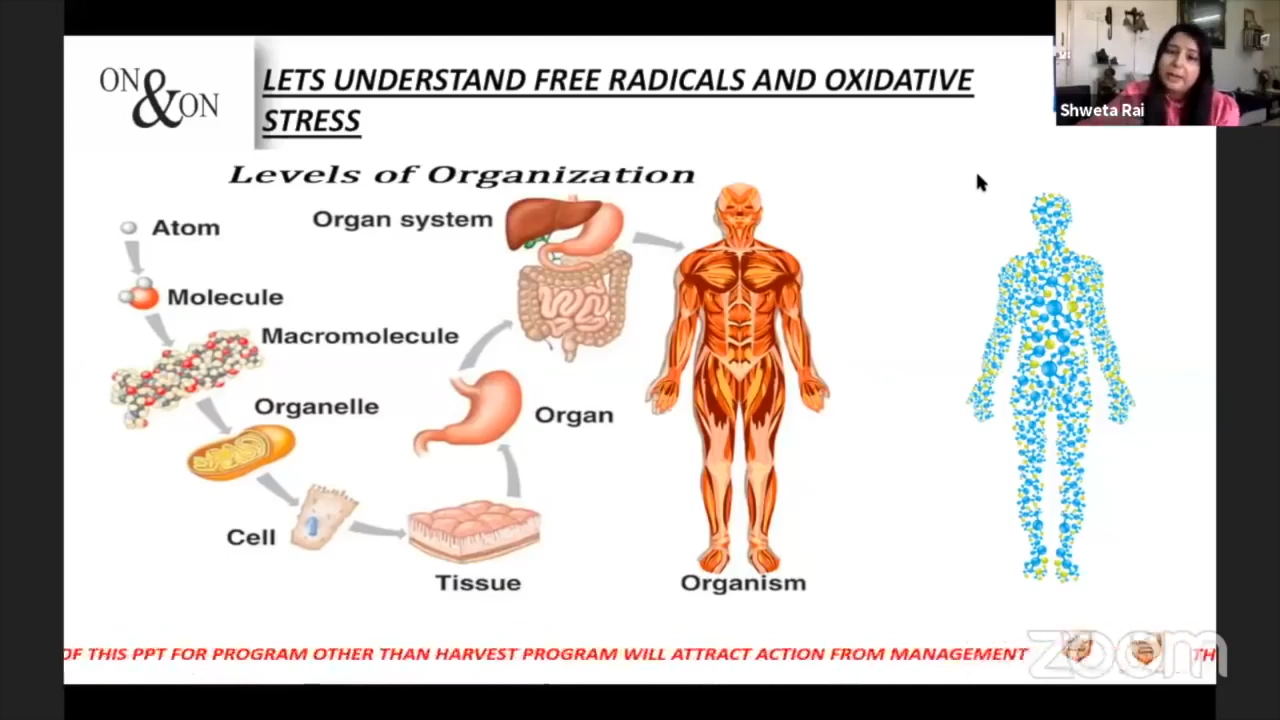 ON & ON
LETS UNDERSTAND FREE RADICALS AND OXIDATIVE
STRESS
Shweta Rai
Levels of Organization
Atom
Organ system
Molecule
Macromolecule
Organelle
Organ
Cell
Tissue
Organism
OF THIS PPT FOR PROGRAM OTHER THAN HARVEST PROGRAM WILL ATTRACT ACTION FROM MANAGEMENT TH
zoom